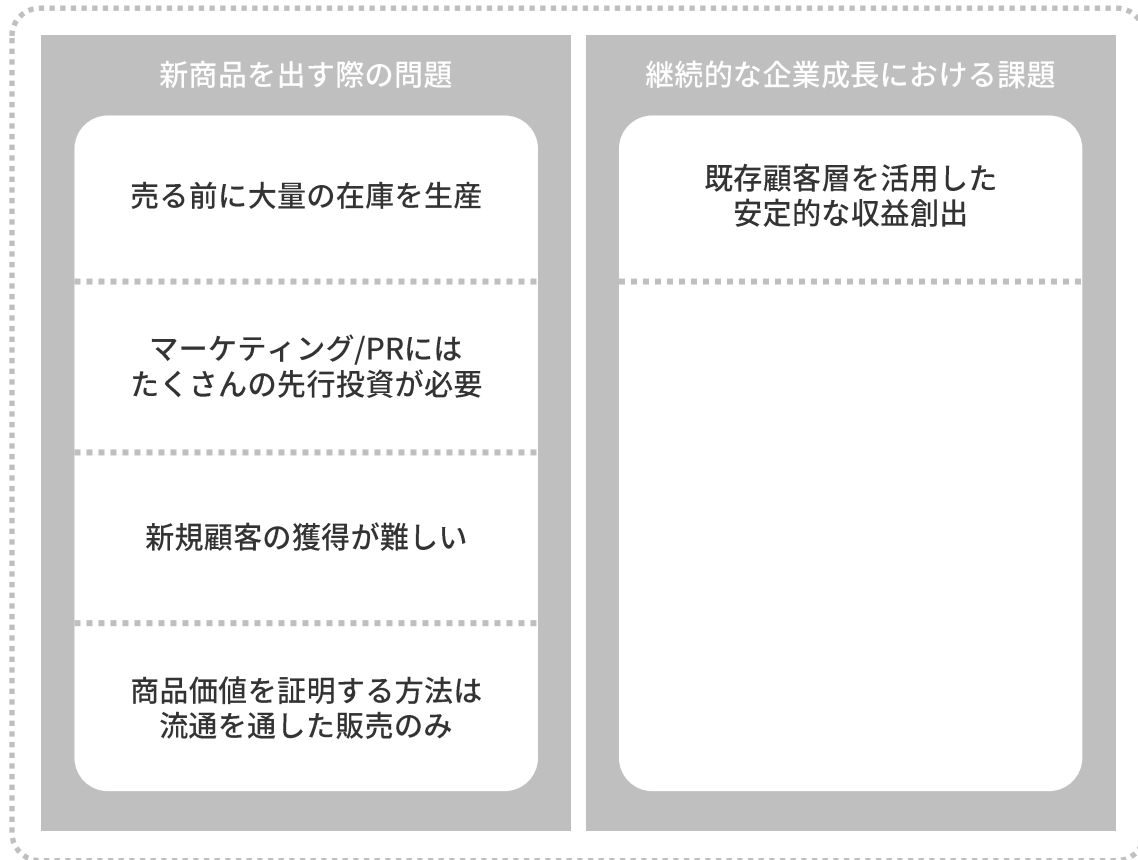 新商品を出す際の問題
売る前に大量の在庫を生産
マーケティング/PRには
たくさんの先行投資が必要
新規顧客の獲得が難しい
商品価値を証明する方法は
流通を通した販売のみ
継続的な企業成長における課題
既存顧客層を活用した
安定的な収益創出